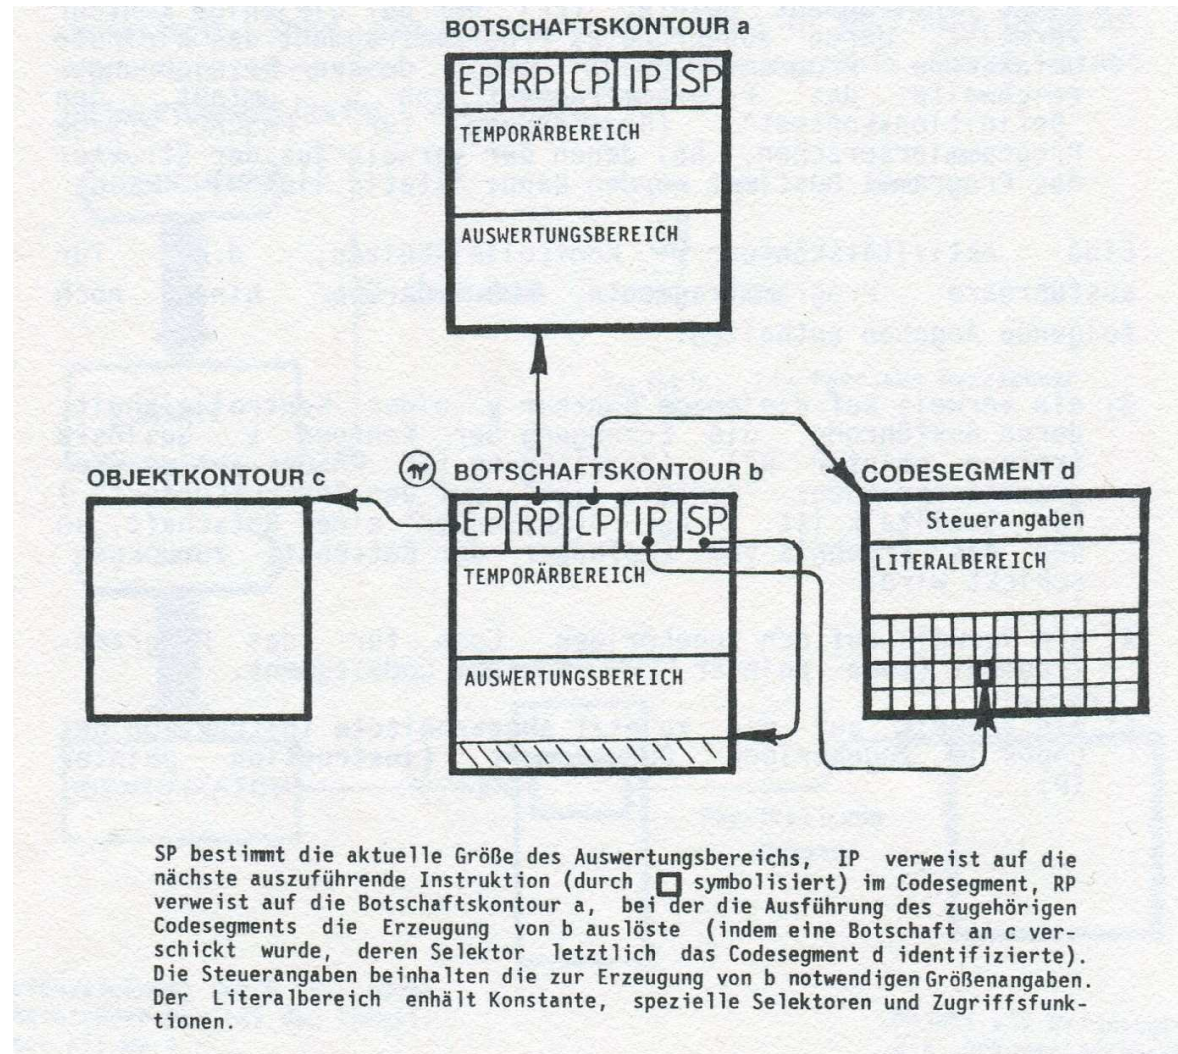 BOTSCHAFTSKONTOUR a
EP RP CP IP SP
TEMPORÄRBEREICH
AUSWERTUNGSBEREICH
OBJEKTKONTOUR c
BOTSCHAFTSKONTOUR b
CODESEGMENT d
EP RP CP IP SP
Steuerangaben
TEMPORÄRBEREICH
LITERALBEREICH
AUSWERTUNGSBEREICH
SP bestimmt die aktuelle Größe des Auswertungsbereichs, IP verweist auf die
nächste auszuführende Instruktion (durch symbolisiert) im Codesegment, RP
verweist auf die Botschaftskontour a, bei der die Ausführung des zugehörigen
Codesegments die Erzeugung von b auslöste (indem eine Botschaft an c ver-
schickt wurde, deren Selektor letztlich das Codesegment d identifizierte).
Die Steuerangaben beinhalten die zur Erzeugung von b notwendigen Größenangaben.
Der Literalbereich enhält Konstante, spezielle Selektoren und Zugriffsfunk-
tionen.